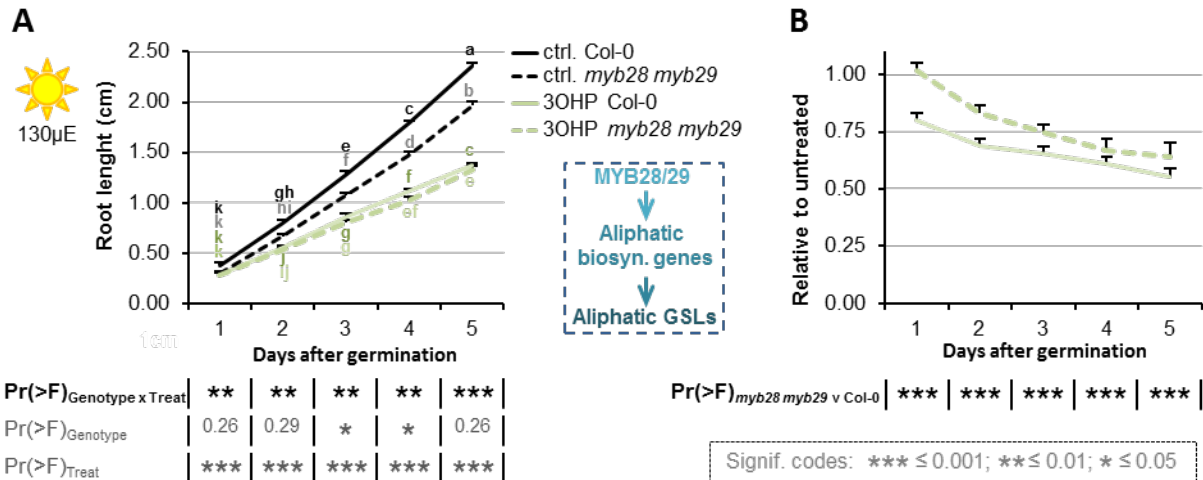 A
130µE
Root lenght (cm)
2.50
2.00
1.50
1.00
0.50
0.00
k
k
k
k
gh
hi
j
ij
e
f
g
g
c
d
f
ef
a
b
c
e
1 2 3 4 5
1cm
Days after germination
ctrl. Col-0
ctrl. myb28 myb29
3OHP Col-0
3OHP myb28 myb29
MYB28/29
Aliphatic
biosyn. genes
Aliphatic GSLs
B
Relative to untreated
1.00
0.75
0.50
0.25
0.00
1 2 3 4 5
Days after germination
Pr(>F)Genotype x Treat ** ** ** ** ***
Pr(>F)Genotype 0.26 0.29 * * 0.26
Pr(>F)Treat *** *** *** *** ***
Pr(>F)myb28 myb29 v Col-0 *** *** *** *** ***
Signif. codes: *** ≤ 0.001; ** ≤ 0.01; * ≤ 0.05